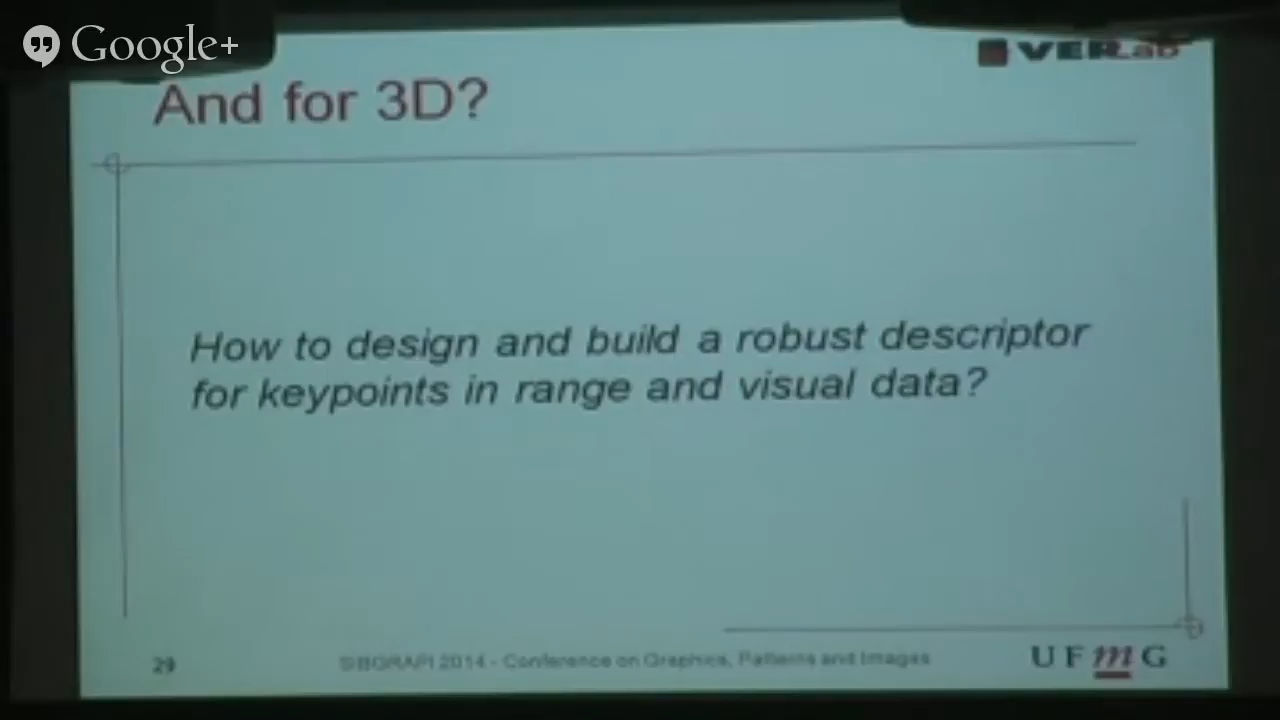 Google+
VERLab
And for 3D?
How to design and build a robust descriptor
for keypoints in range and visual data?
29
SIBGRAPI 2014 - Conference on Graphics, Patterns and Images
UFmG